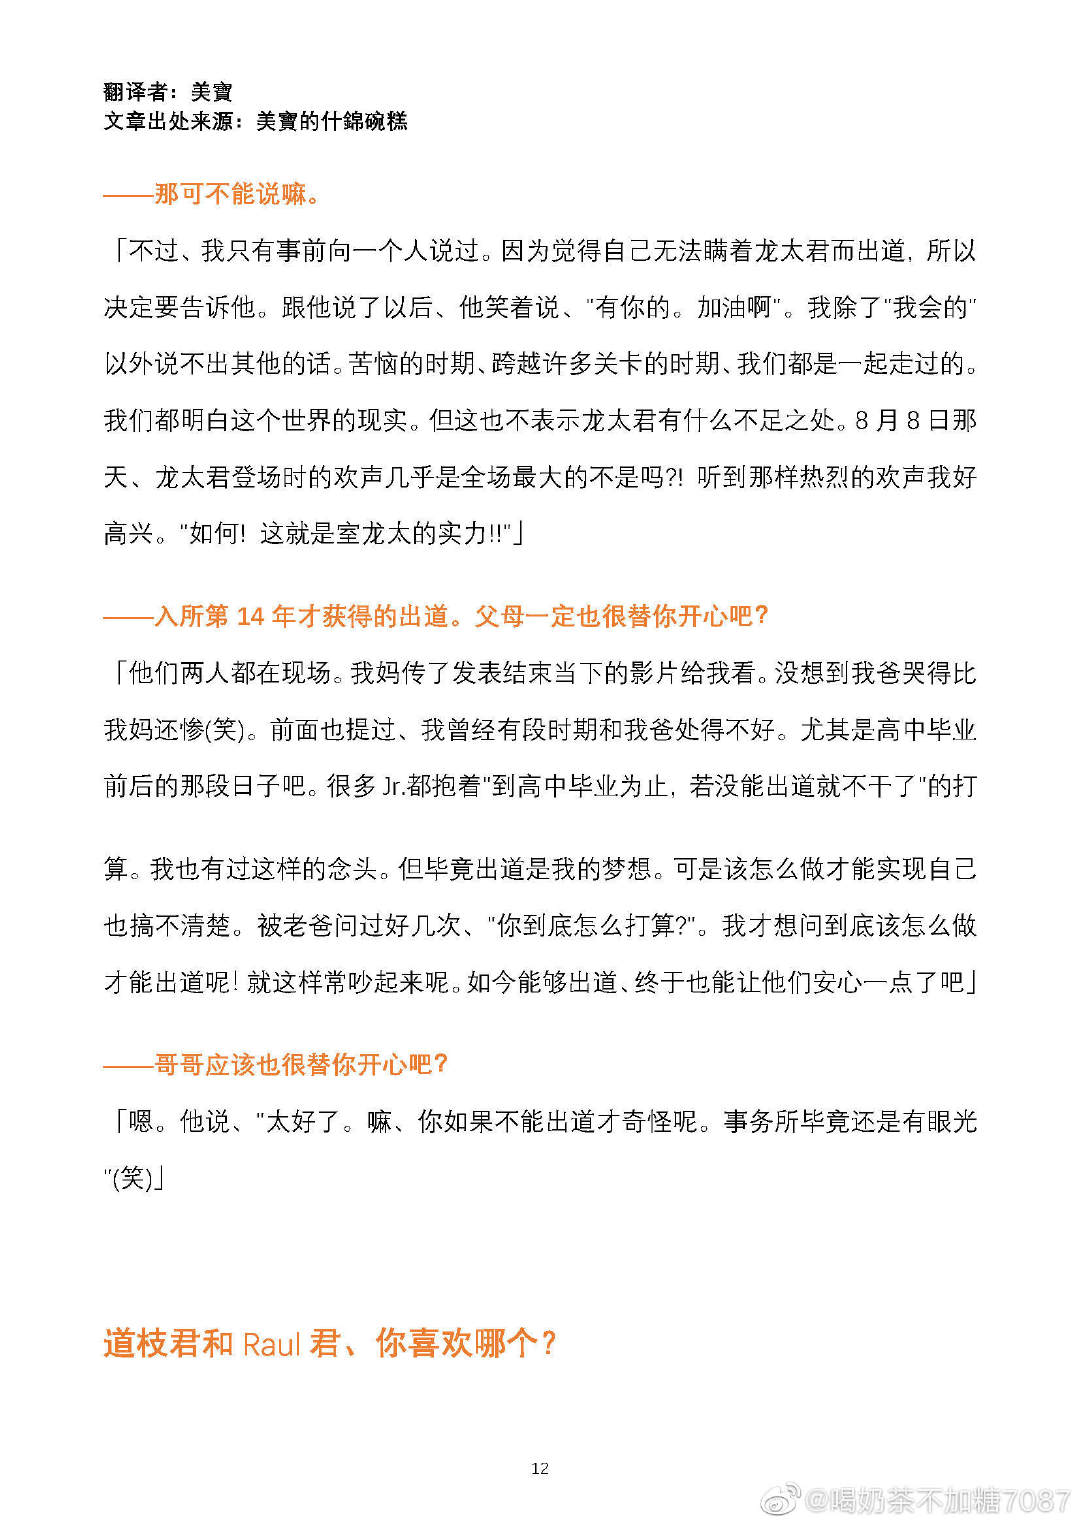 翻译者：美寶
文章出处来源：美寶的什錦碗糕
——那可不能说嘛。
「不过、我只有事前向一个人说过。因为觉得自己无法瞒着龙太君而出道，所以
决定要告诉他。跟他说了以后、他笑着说、"有你的。加油啊"。我除了"我会的"
以外说不出其他的话。苦恼的时期、跨越许多关卡的时期、我们都是一起走过的。
我们都明白这个世界的现实。但这也不表示龙太君有什么不足之处。8 月 8 日那
天、龙太君登场时的欢声几乎是全场最大的不是吗?! 听到那样热烈的欢声我好
高兴。"如何! 这就是室龙太的实力!!"」
——入所第 14 年才获得的出道。父母一定也很替你开心吧？
「他们两人都在现场。我妈传了发表结束当下的影片给我看。没想到我爸哭得比
我妈还惨(笑)。前面也提过、我曾经有段时期和我爸处得不好。尤其是高中毕业
前后的那段日子吧。很多 Jr.都抱着"到高中毕业为止，若没能出道就不干了"的打
算。我也有过这样的念头。但毕竟出道是我的梦想。可是该怎么做才能实现自己
也搞不清楚。被老爸问过好几次、"你到底怎么打算?"。我才想问到底该怎么做
才能出道呢! 就这样常吵起来呢。如今能够出道、终于也能让他们安心一点了吧」
——哥哥应该也很替你开心吧？
「嗯。他说、"太好了。嘛、你如果不能出道才奇怪呢。事务所毕竟还是有眼光
"(笑)」
道枝君和 Raul 君、你喜欢哪个？
12
@喝奶茶不加糖7087